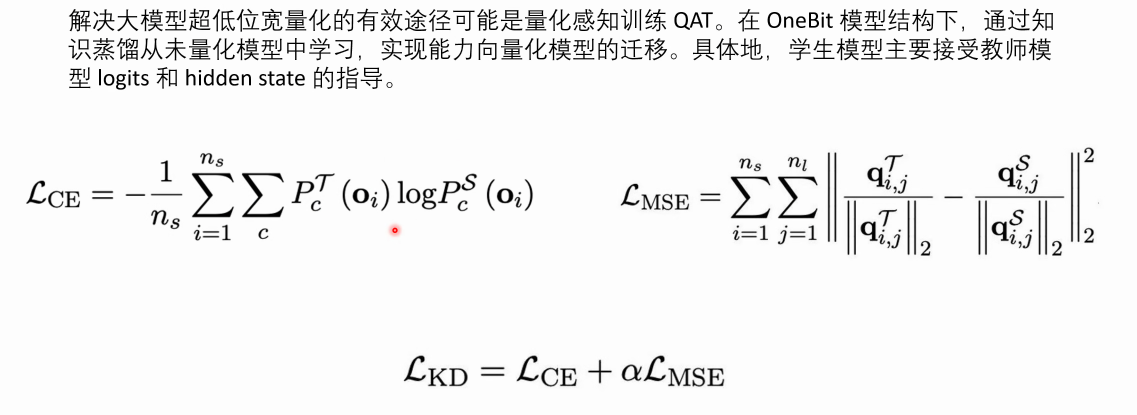 解决大模型超低位宽量化的有效途径可能是量化感知训练 QAT。在 OneBit 模型结构下，通过知
识蒸馏从未量化模型中学习，实现能力向量化模型的迁移。具体地，学生模型主要接受教师模
型 logits 和 hidden state 的指导。
$\mathcal{L}_{\mathrm{CE}} = -\frac{1}{n_s} \sum_{i=1}^{n_s} \sum_{c} P_c^{\mathcal{T}} (\mathbf{o}_i) \log P_c^{\mathcal{S}} (\mathbf{o}_i)$
$\mathcal{L}_{\mathrm{MSE}} = \sum_{i=1}^{n_s} \sum_{j=1}^{n_l} \left\| \frac{\mathbf{q}_{i,j}^{\mathcal{T}}}{\left\| \mathbf{q}_{i,j}^{\mathcal{T}} \right\|_2} - \frac{\mathbf{q}_{i,j}^{\mathcal{S}}}{\left\| \mathbf{q}_{i,j}^{\mathcal{S}} \right\|_2} \right\|_2^2$
$\mathcal{L}_{\mathrm{KD}} = \mathcal{L}_{\mathrm{CE}} + \alpha \mathcal{L}_{\mathrm{MSE}}$